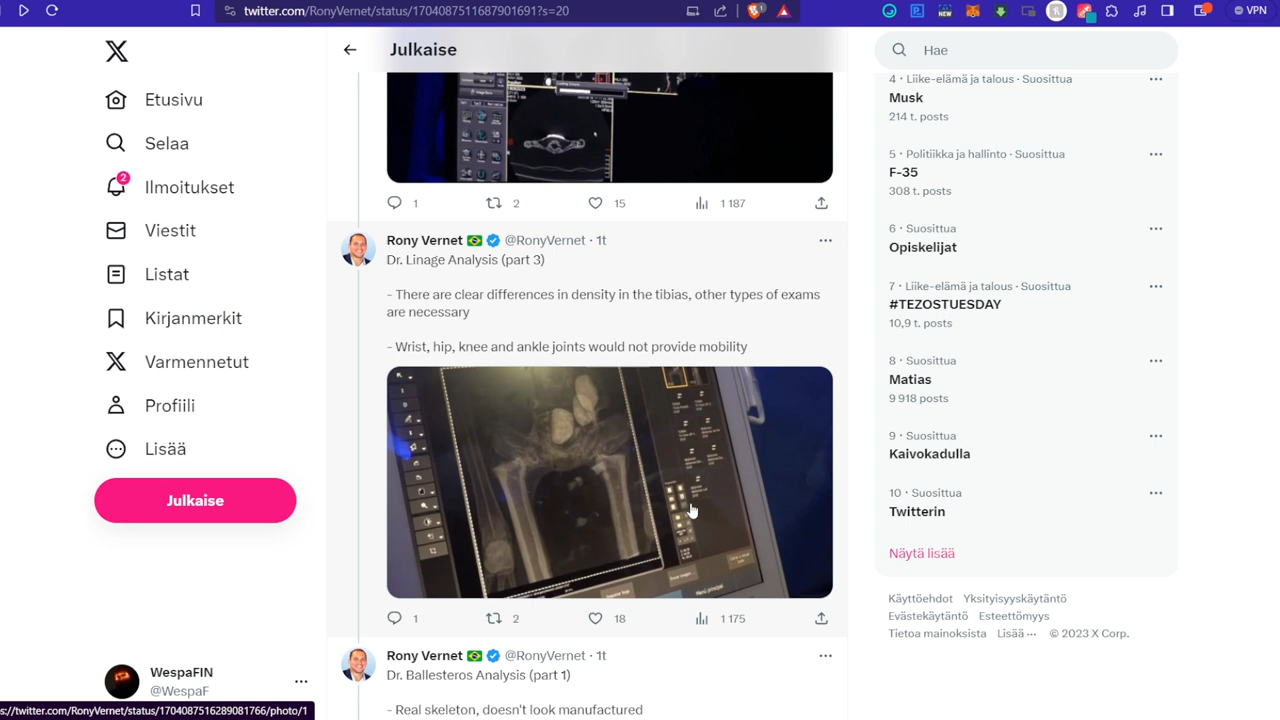 twitter.com/RonyVernet/status/1704087511687901691?s=20
VPN
Julkaise
Hae
Etusivu
Selaa
2
Ilmoitukset
Viestit
Listat
Kirjanmerkit
Varmennetut
Profiili
Lisää
Julkaise
WespaFIN
@WespaF
s://twitter.com/RonyVernet/status/1704087516289081766/photo/1
1
2
15
1 187
Rony Vernet @RonyVernet · 1t
Dr. Linage Analysis (part 3)
- There are clear differences in density in the tibias, other types of exams
are necessary
- Wrist, hip, knee and ankle joints would not provide mobility
1
2
18
1 175
Rony Vernet @RonyVernet · 1t
Dr. Ballesteros Analysis (part 1)
- Real skeleton, doesn't look manufactured
4 · Liike-elämä ja talous · Suosittua
Musk
214 t. posts
5 · Politiikka ja hallinto · Suosittua
F-35
308 t. posts
6 · Suosittua
Opiskelijat
7 · Liike-elämä ja talous · Suosittua
#TEZOSTUESDAY
10,9 t. posts
8 · Suosittua
Matias
9 918 posts
9 · Suosittua
Kaivokadulla
10 · Suosittua
Twitterin
Näytä lisää
Käyttöehdot Yksityisyyskäytäntö
Evästekäytäntö Esteettömyys
Tietoa mainoksista Lisää ··· © 2023 X Corp.